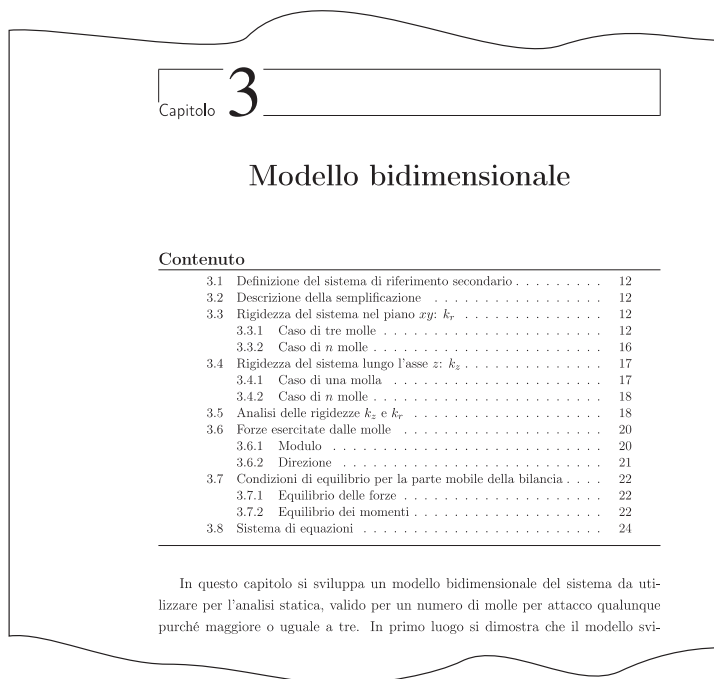 Capitolo 3
Modello bidimensionale
Contenuto
3.1 Definizione del sistema di riferimento secondario . . . . . . . . . 12
3.2 Descrizione della semplificazione . . . . . . . . . . . . . . . . . 12
3.3 Rigidezza del sistema nel piano xy: k_r . . . . . . . . . . . . . . 12
3.3.1 Caso di tre molle . . . . . . . . . . . . . . . . . . . . . . 12
3.3.2 Caso di n molle . . . . . . . . . . . . . . . . . . . . . . . 16
3.4 Rigidezza del sistema lungo l'asse z: k_z . . . . . . . . . . . . . . 17
3.4.1 Caso di una molla . . . . . . . . . . . . . . . . . . . . . 17
3.4.2 Caso di n molle . . . . . . . . . . . . . . . . . . . . . . . 18
3.5 Analisi delle rigidezze k_z e k_r . . . . . . . . . . . . . . . . . . . 18
3.6 Forze esercitate dalle molle . . . . . . . . . . . . . . . . . . . . 20
3.6.1 Modulo . . . . . . . . . . . . . . . . . . . . . . . . . . . 20
3.6.2 Direzione . . . . . . . . . . . . . . . . . . . . . . . . . . 21
3.7 Condizioni di equilibrio per la parte mobile della bilancia . . . . 22
3.7.1 Equilibrio delle forze . . . . . . . . . . . . . . . . . . . . 22
3.7.2 Equilibrio dei momenti . . . . . . . . . . . . . . . . . . . 22
3.8 Sistema di equazioni . . . . . . . . . . . . . . . . . . . . . . . . 24
In questo capitolo si sviluppa un modello bidimensionale del sistema da uti-
lizzare per l'analisi statica, valido per un numero di molle per attacco qualunque
purché maggiore o uguale a tre. In primo luogo si dimostra che il modello svi-